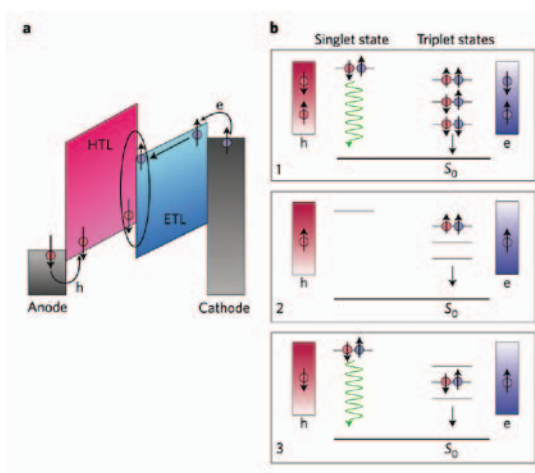 a
HTL
e
ETL
h
Anode
Cathode
b
Singlet state
Triplet states
h
S0
e
1
h
S0
e
2
h
S0
e
3